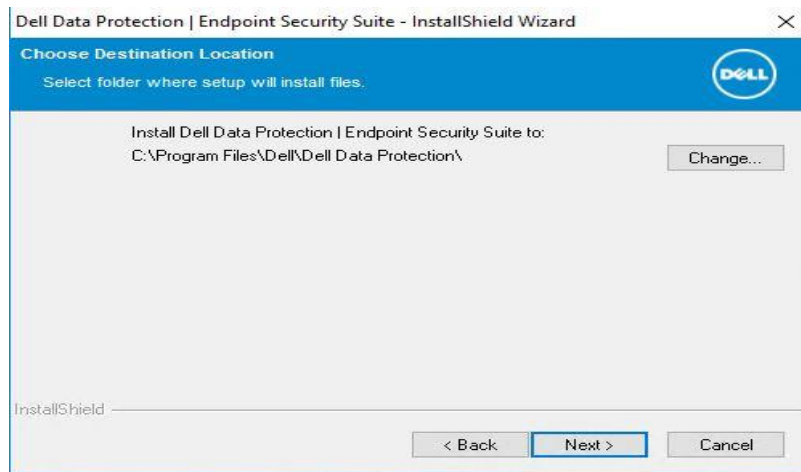 Dell Data Protection | Endpoint Security Suite - InstallShield Wizard
Choose Destination Location
Select folder where setup will install files.
DELL
Install Dell Data Protection | Endpoint Security Suite to:
C:\Program Files\Dell\Dell Data Protection\
Change...
InstallShield
< Back
Next >
Cancel